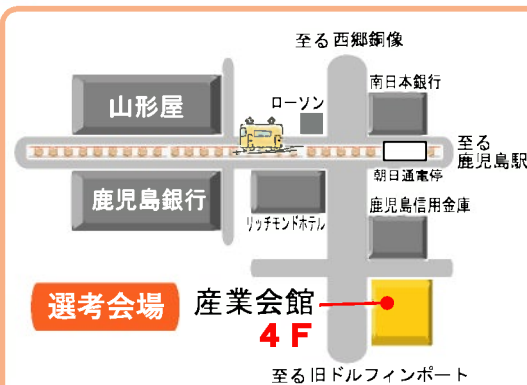 至る西郷銅像
南日本銀行
ローソン
山形屋
至る
鹿児島駅
朝日通電停
鹿児島銀行
リッチモンドホテル
鹿児島信用金庫
選考会場
産業会館
4F
至る旧ドルフィンポート